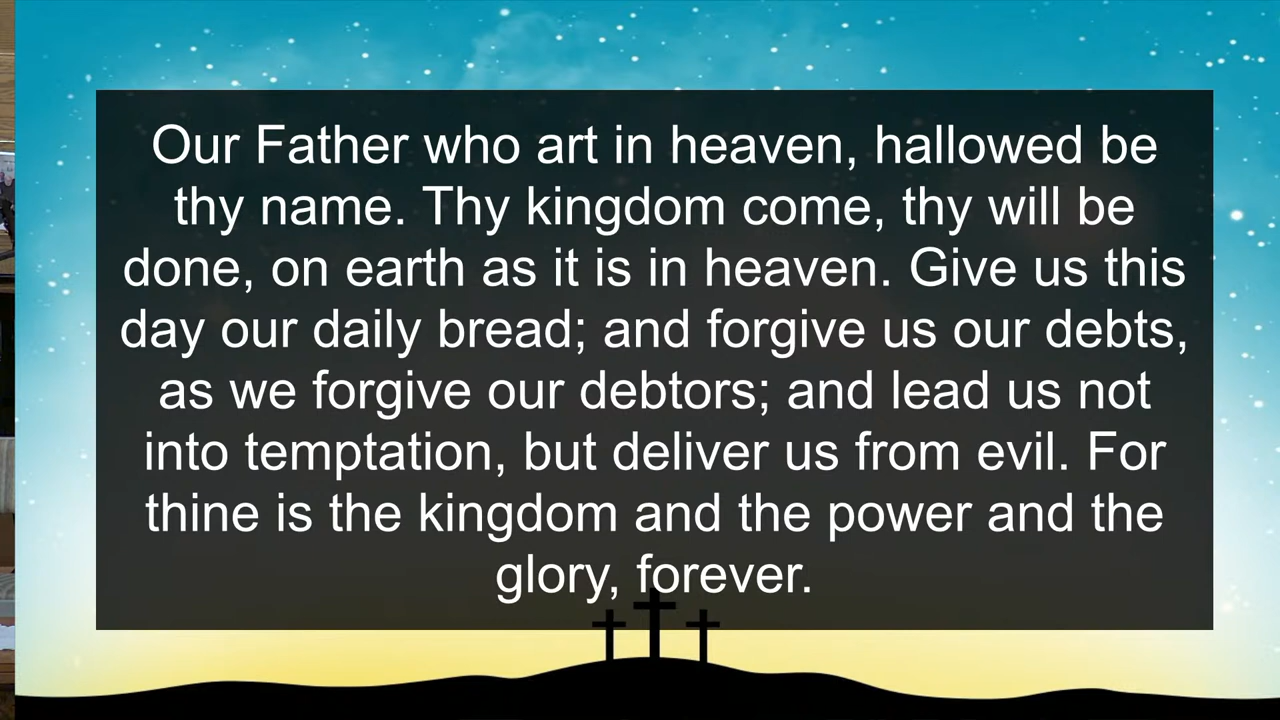 Our Father who art in heaven, hallowed be
thy name. Thy kingdom come, thy will be
done, on earth as it is in heaven. Give us this
day our daily bread; and forgive us our debts,
as we forgive our debtors; and lead us not
into temptation, but deliver us from evil. For
thine is the kingdom and the power and the
glory, forever.